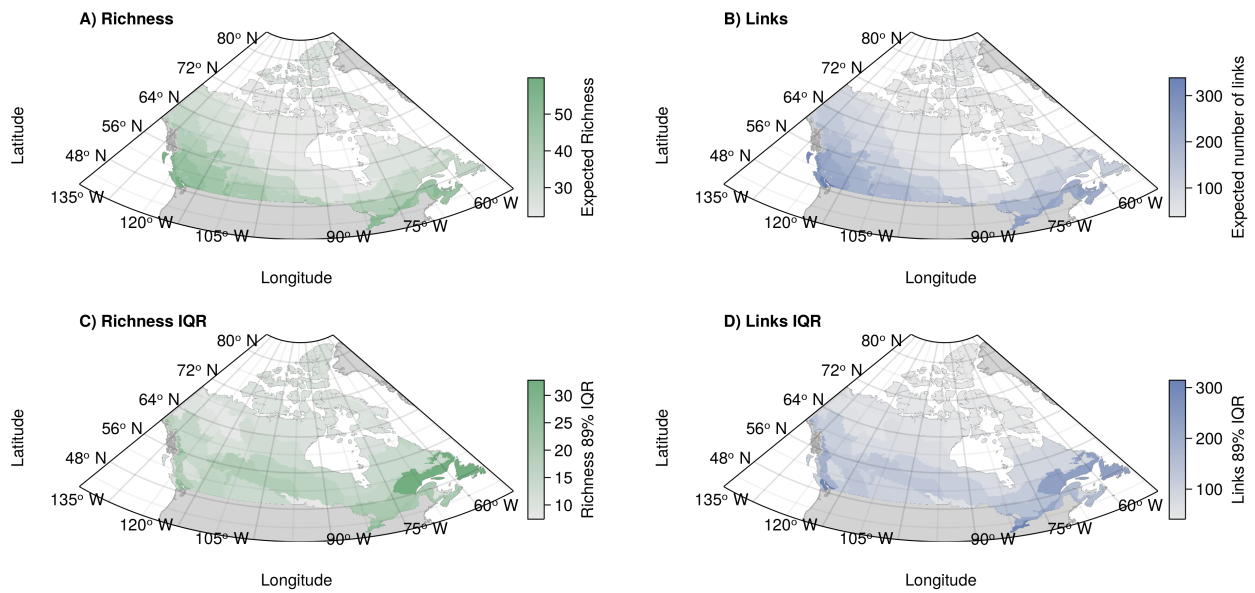 A) Richness
80° N
72° N
64° N
56° N
48° N
135° W
120° W
105° W
90° W
75° W
60° W
Latitude
Longitude
50
40
30
Expected Richness
B) Links
80° N
72° N
64° N
56° N
48° N
135° W
120° W
105° W
90° W
75° W
60° W
Latitude
Longitude
300
200
100
Expected number of links
C) Richness IQR
80° N
72° N
64° N
56° N
48° N
135° W
120° W
105° W
90° W
75° W
60° W
Latitude
Longitude
30
25
20
15
10
Richness 89% IQR
D) Links IQR
80° N
72° N
64° N
56° N
48° N
135° W
120° W
105° W
90° W
75° W
60° W
Latitude
Longitude
300
200
100
Links 89% IQR